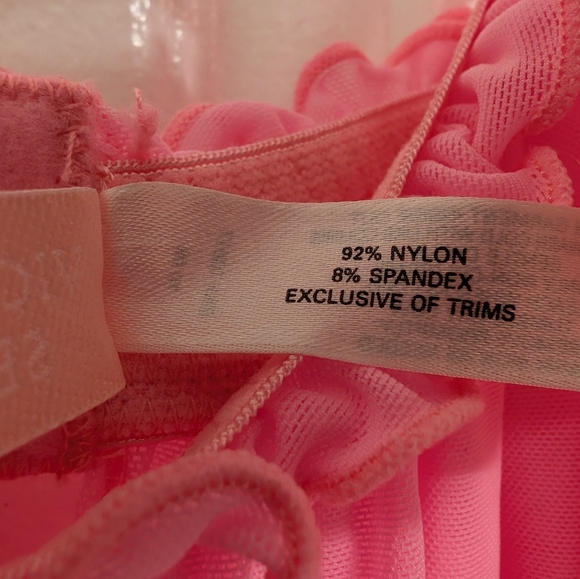 92% NYLON
8% SPANDEX
EXCLUSIVE OF TRIMS